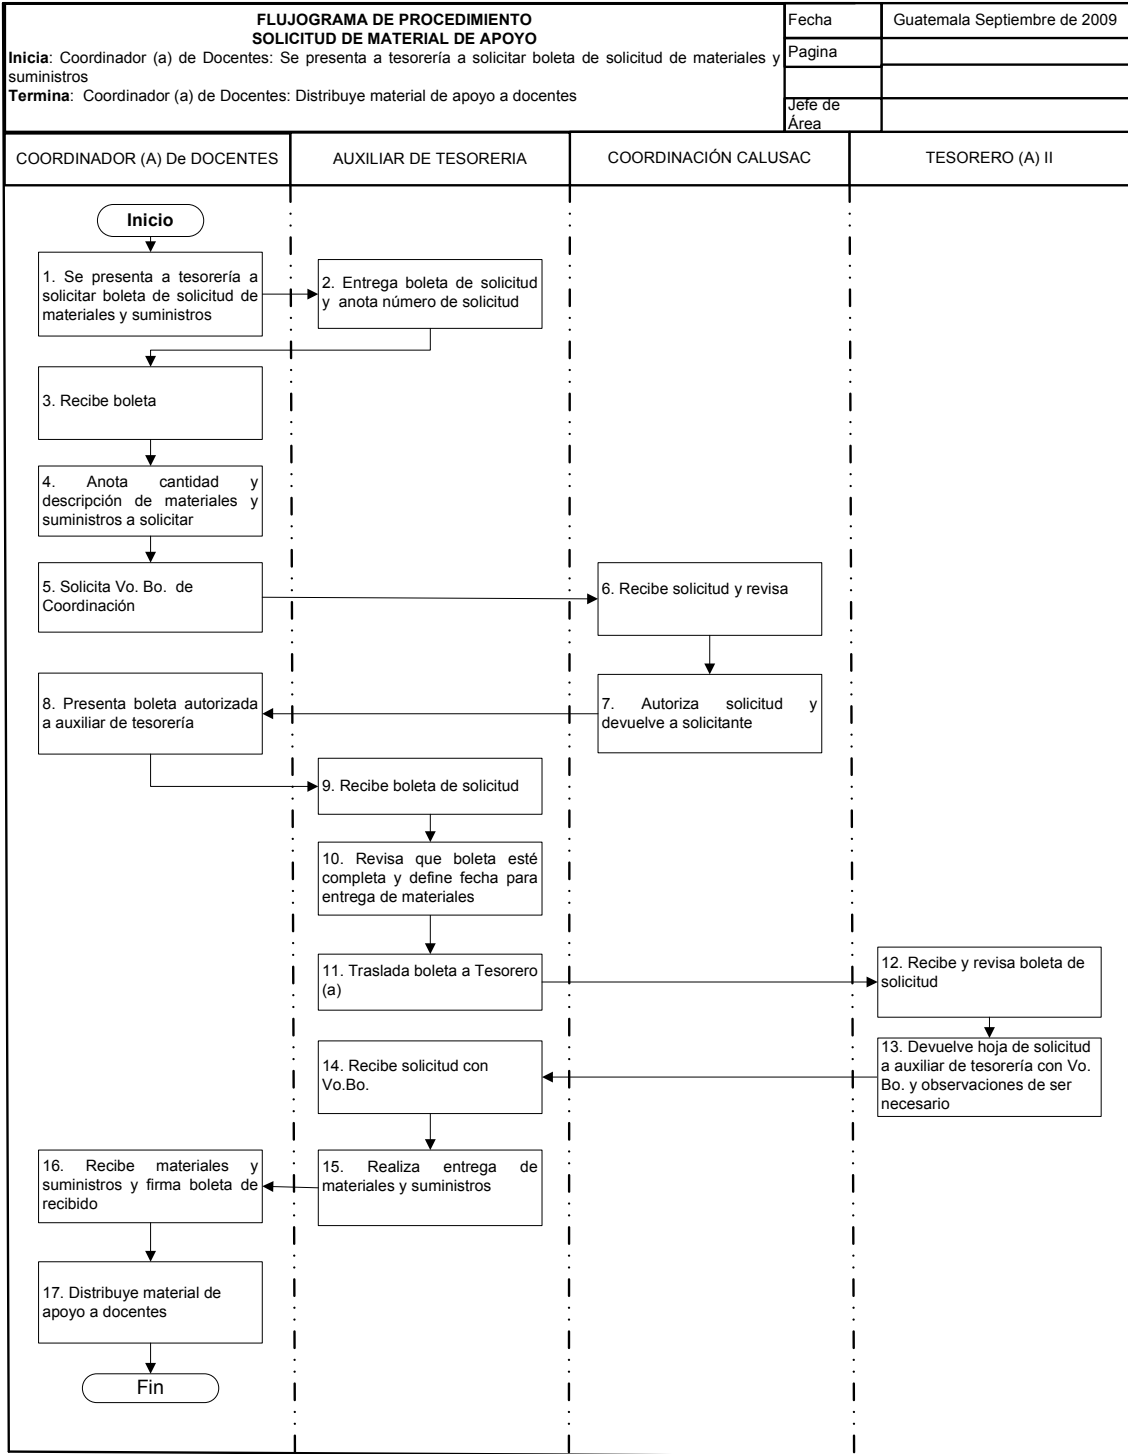 FLUJOGRAMA DE PROCEDIMIENTO
SOLICITUD DE MATERIAL DE APOYO
Inicia: Coordinador (a) de Docentes: Se presenta a tesorería a solicitar boleta de solicitud de materiales y
suministros
Termina: Coordinador (a) de Docentes: Distribuye material de apoyo a docentes
Fecha
Guatemala Septiembre de 2009
Pagina
Jefe de
Área
COORDINADOR (A) De DOCENTES
AUXILIAR DE TESORERIA
COORDINACIÓN CALUSAC
TESORERO (A) II
Inicio
1. Se presenta a tesorería a
solicitar boleta de solicitud de
materiales y suministros
2. Entrega boleta de solicitud
y anota número de solicitud
3. Recibe boleta
4. Anota cantidad y
descripción de materiales y
suministros a solicitar
5. Solicita Vo. Bo. de
Coordinación
6. Recibe solicitud y revisa
7. Autoriza solicitud y
devuelve a solicitante
8. Presenta boleta autorizada
a auxiliar de tesorería
9. Recibe boleta de solicitud
10. Revisa que boleta esté
completa y define fecha para
entrega de materiales
11. Traslada boleta a Tesorero
(a)
12. Recibe y revisa boleta de
solicitud
13. Devuelve hoja de solicitud
a auxiliar de tesorería con Vo.
Bo. y observaciones de ser
necesario
14. Recibe solicitud con
Vo.Bo.
15. Realiza entrega de
materiales y suministros
16. Recibe materiales y
suministros y firma boleta de
recibido
17. Distribuye material de
apoyo a docentes
Fin